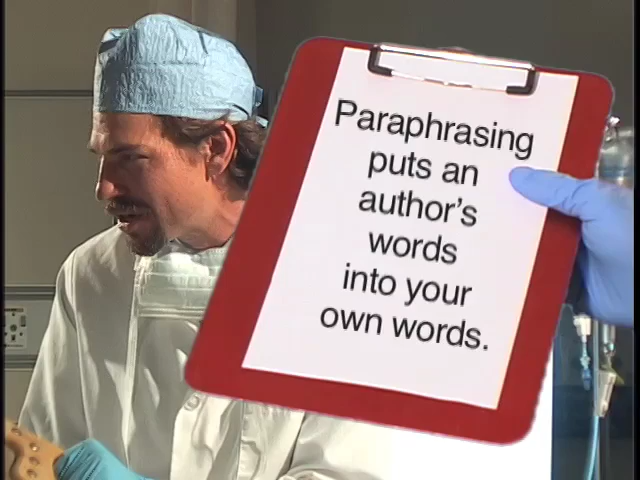 Paraphrasing
puts an
author's
words
into your
own words.